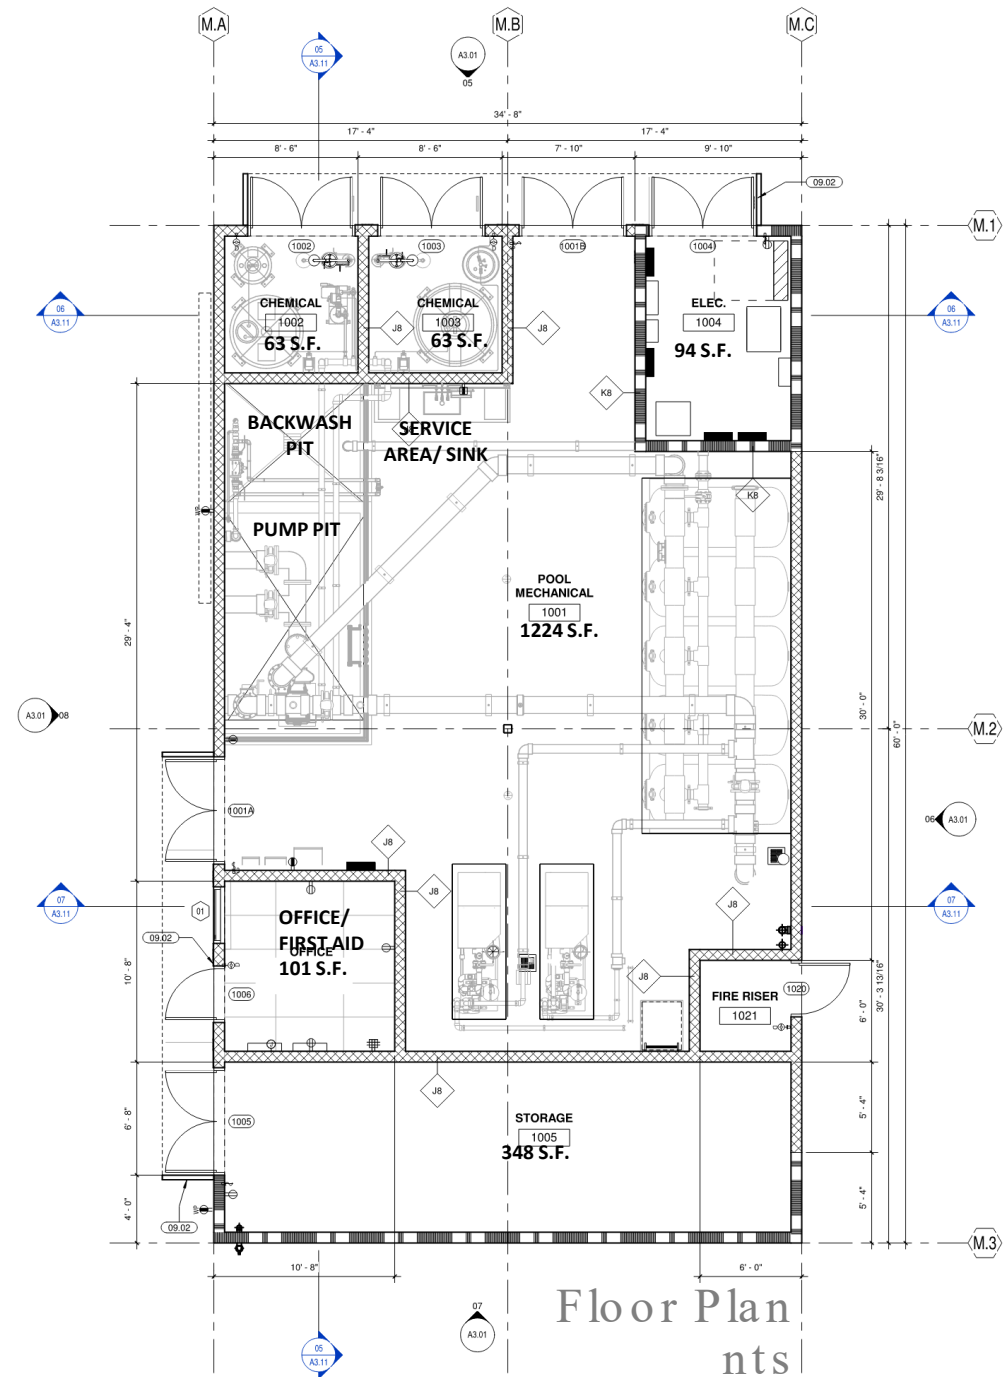 M.A
M.B
M.C
05
A3.11
A3.01
05
34' - 8"
17' - 4"
17' - 4"
8' - 6"
8' - 6"
7' - 10"
9' - 10"
09.02
M.1
1002
1003
1001B
1004
06
A3.11
CHEMICAL
1002
63 S.F.
J8
CHEMICAL
1003
63 S.F.
J8
ELEC.
1004
94 S.F.
06
A3.11
K8
BACKWASH
PIT
SERVICE
AREA/ SINK
K8
29' - 8 3/16"
WP
PUMP PIT
POOL
MECHANICAL
1001
1224 S.F.
29' - 4"
30' - 0"
60' - 0"
A3.01
08
M.2
1001A
06
A3.01
J8
J8
J8
07
A3.11
01
09.02
OFFICE/
FIRST AID
OFFICE
101 S.F.
07
A3.11
10' - 8"
1006
J8
FIRE RISER
1021
1020
6' - 0"
30' - 3 13/16"
J8
6' - 8"
1005
STORAGE
1005
348 S.F.
5' - 4"
4' - 0"
WP
09.02
5' - 4"
M.3
10' - 8"
6' - 0"
07
A3.01
05
A3.11
Floor Plan
nts